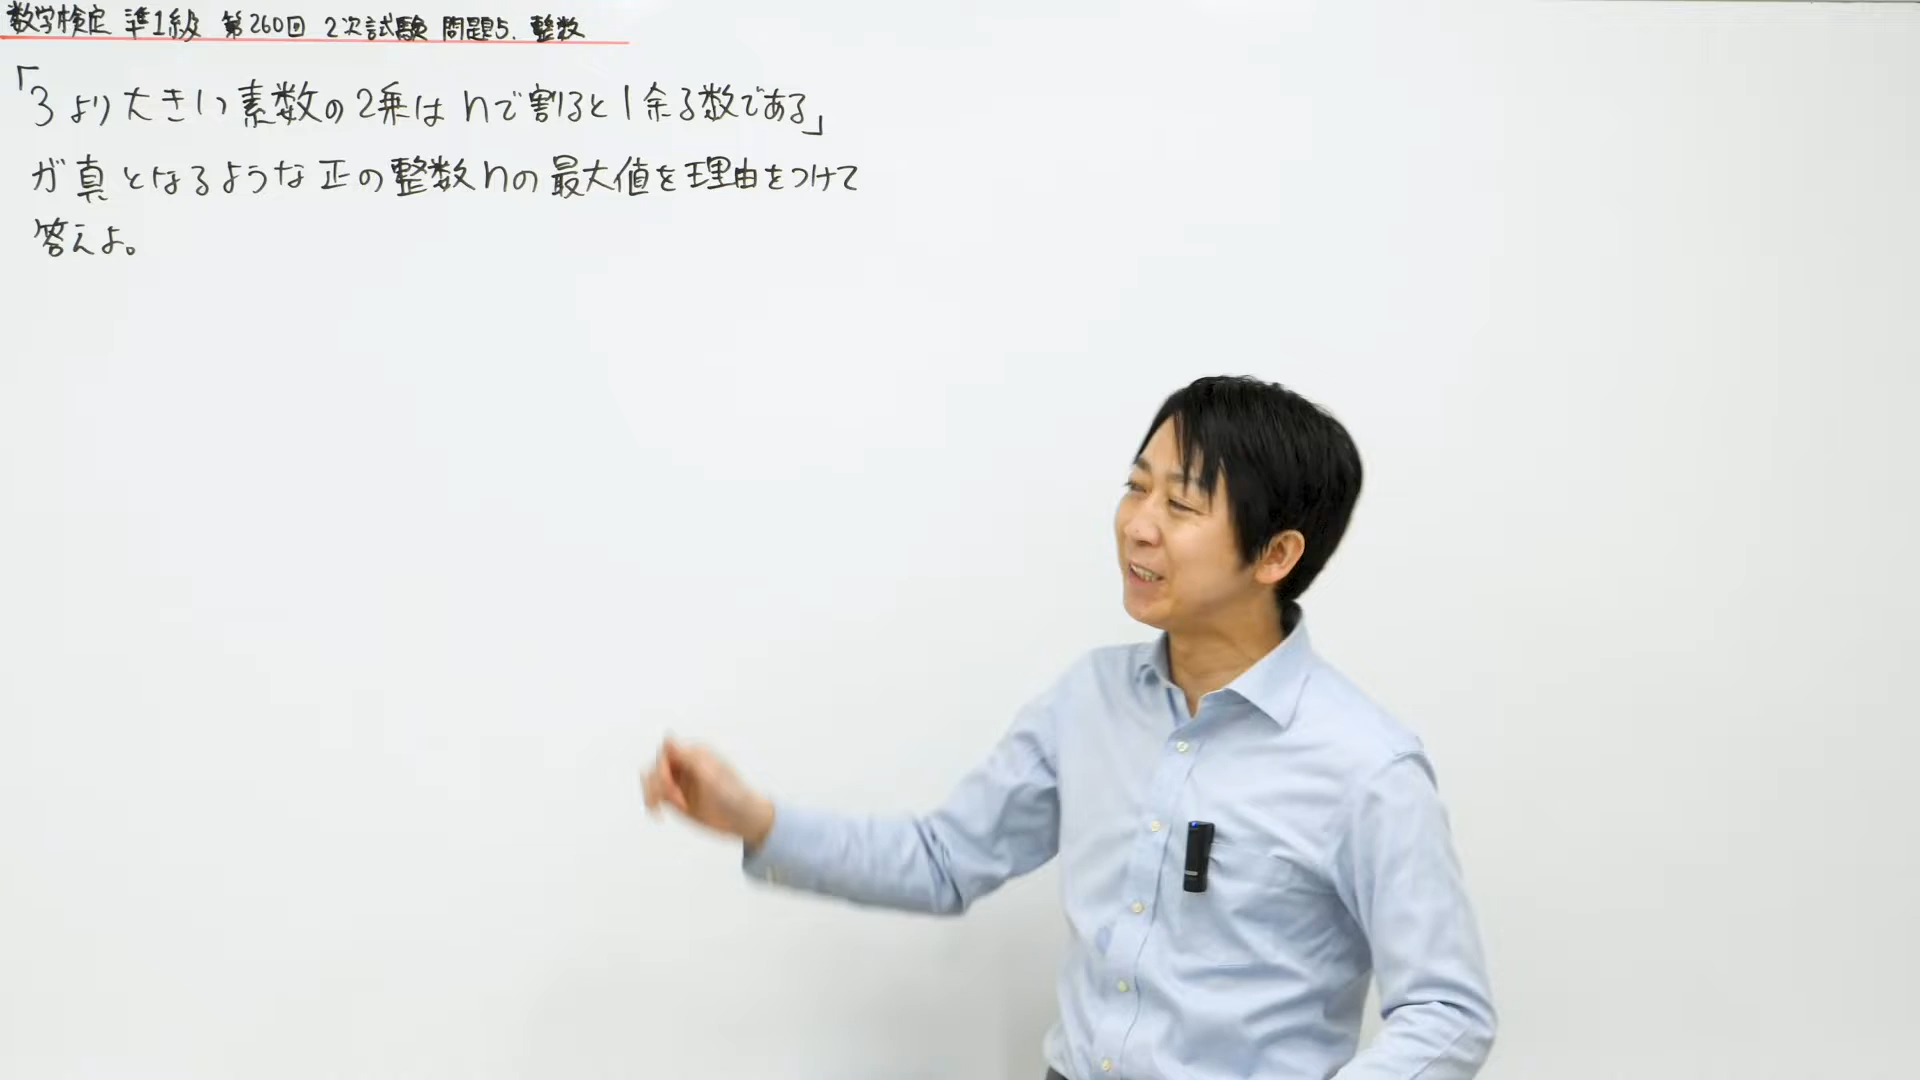 数学検定 準1級 第260回 2次試験 問題5. 整数
「3より大きい素数の2乗はnで割ると1余る数である」
が真となるような正の整数nの最大値を理由をつけて
答えよ。